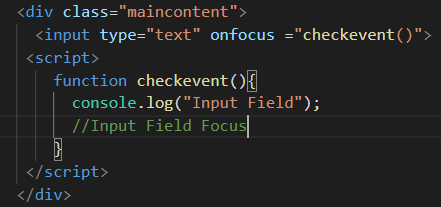 <div class="maincontent">
<input type="text" onfocus ="checkevent()">
<script>
function checkevent(){
console.log("Input Field");
//Input Field Focus
}
</script>
</div>